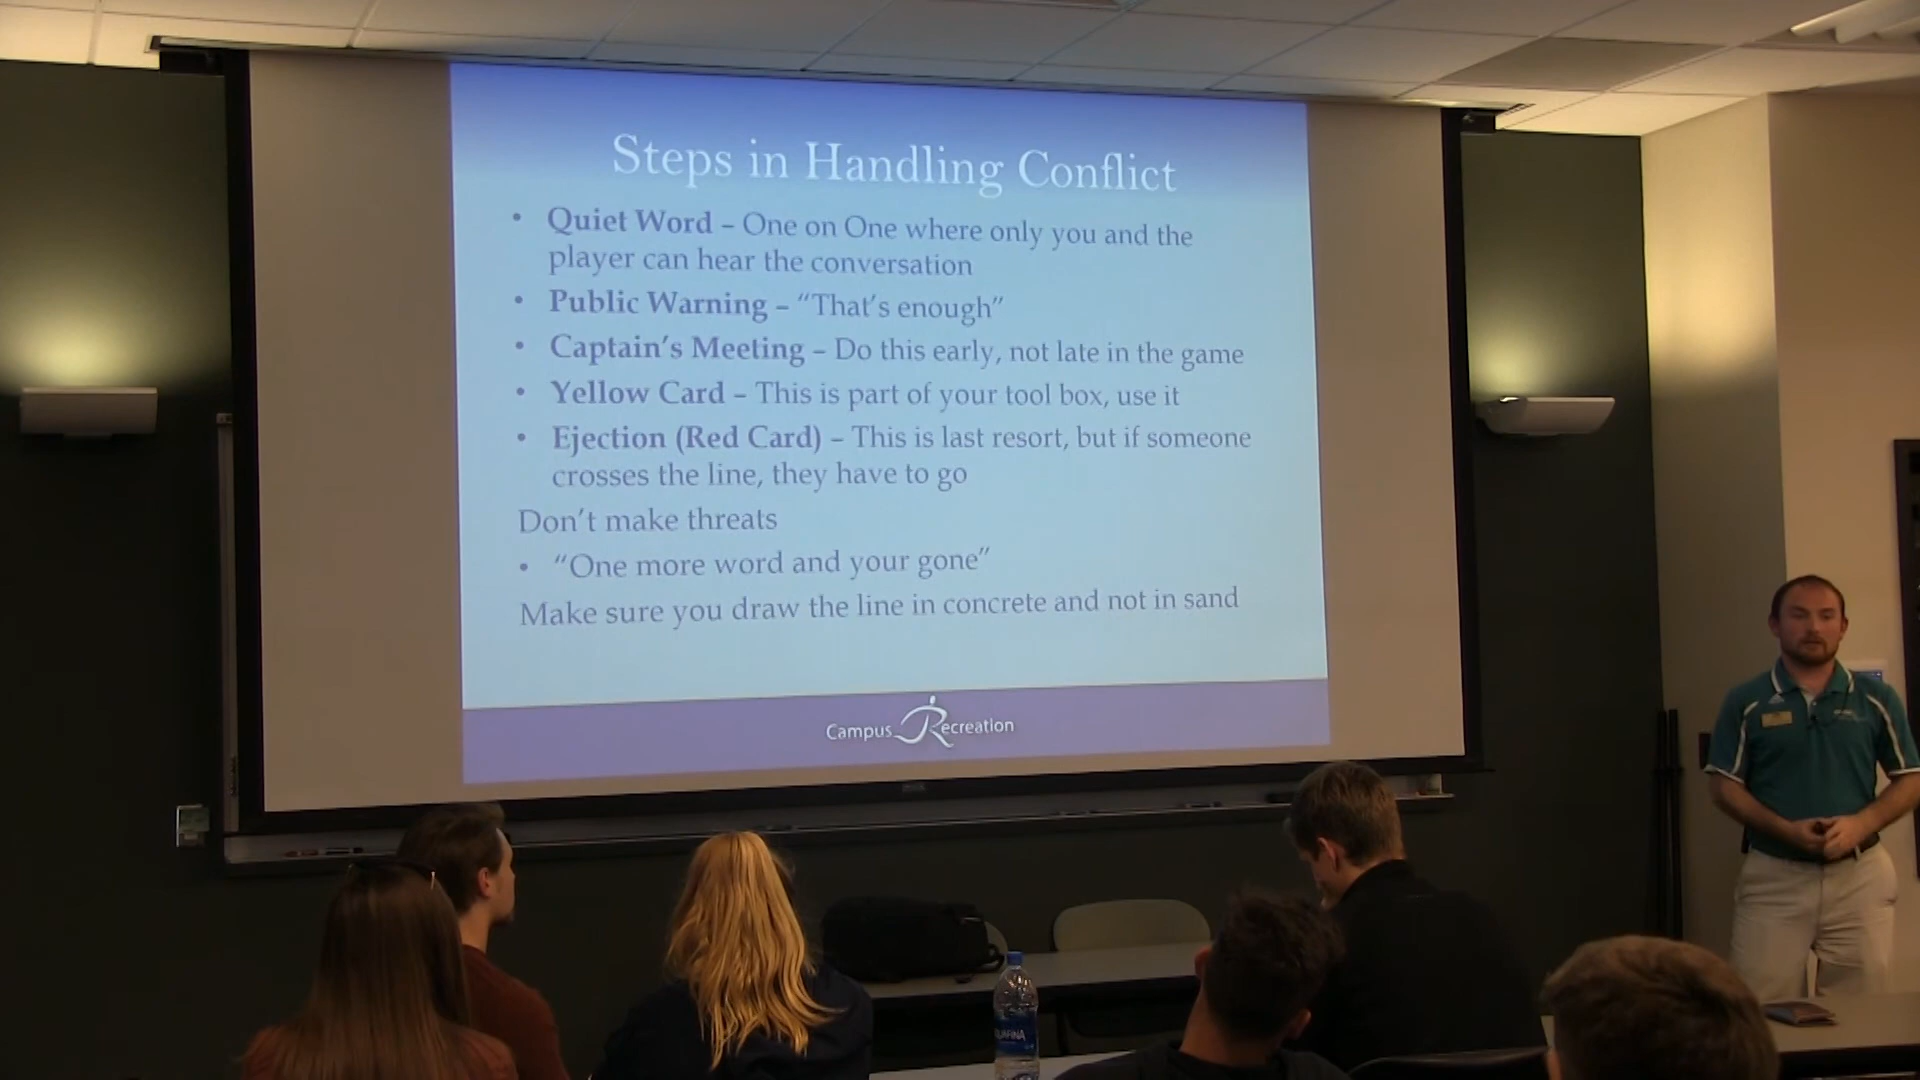 Steps in Handling Conflict
• Quiet Word – One on One where only you and the
player can hear the conversation
• Public Warning – “That’s enough”
• Captain’s Meeting – Do this early, not late in the game
• Yellow Card – This is part of your tool box, use it
• Ejection (Red Card) – This is last resort, but if someone
crosses the line, they have to go
Don’t make threats
• “One more word and your gone”
Make sure you draw the line in concrete and not in sand
Campus Recreation